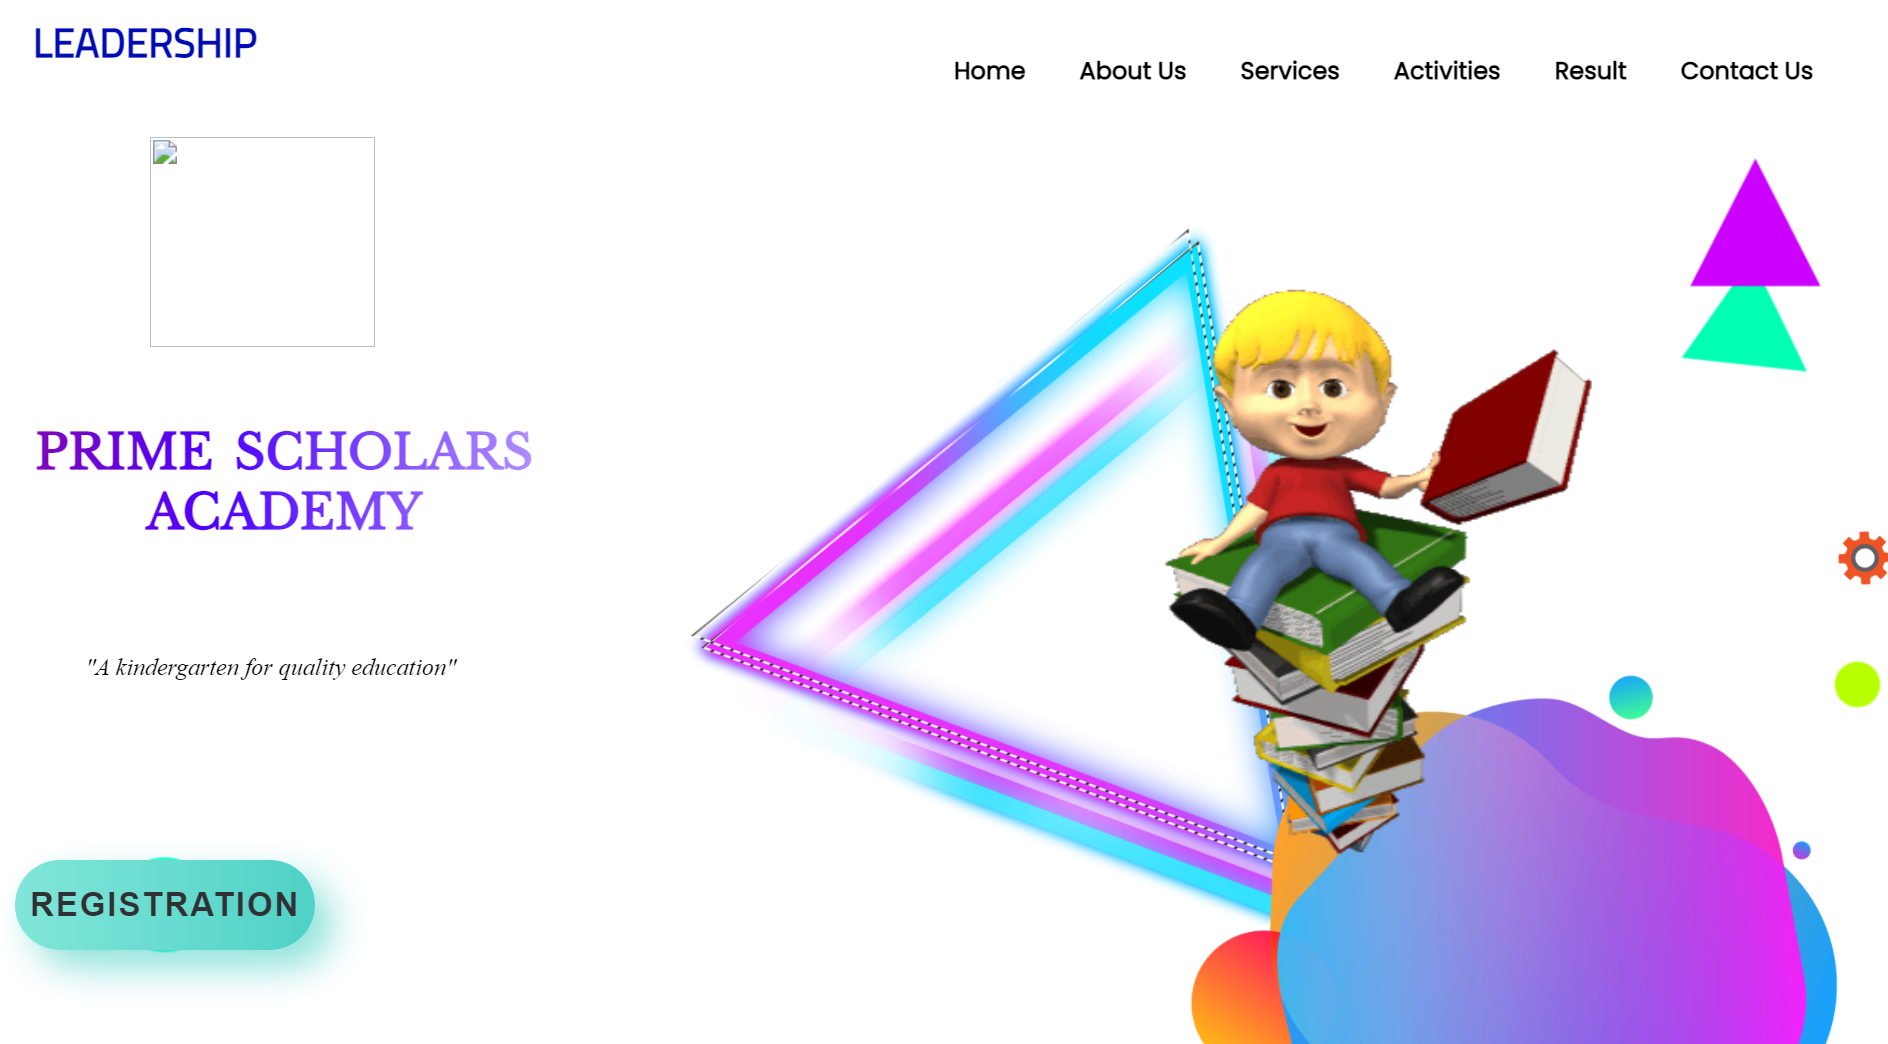 LEADERSHIP
Home About Us Services Activities Result Contact Us
PRIME SCHOLARS
ACADEMY
"A kindergarten for quality education"
REGISTRATION